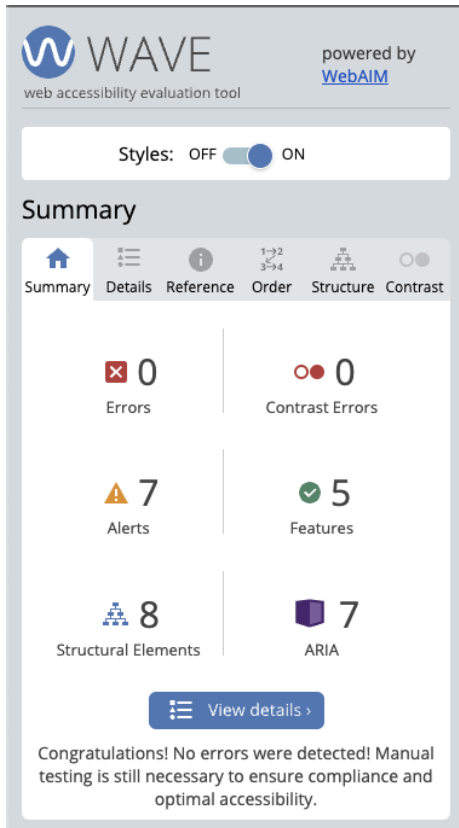 WAVE
web accessibility evaluation tool
powered by
WebAIM
Styles: OFF ON
Summary
1→2
3→4
Summary Details Reference Order Structure Contrast
0
Errors
0
Contrast Errors
7
Alerts
5
Features
8
Structural Elements
7
ARIA
View details ›
Congratulations! No errors were detected! Manual
testing is still necessary to ensure compliance and
optimal accessibility.